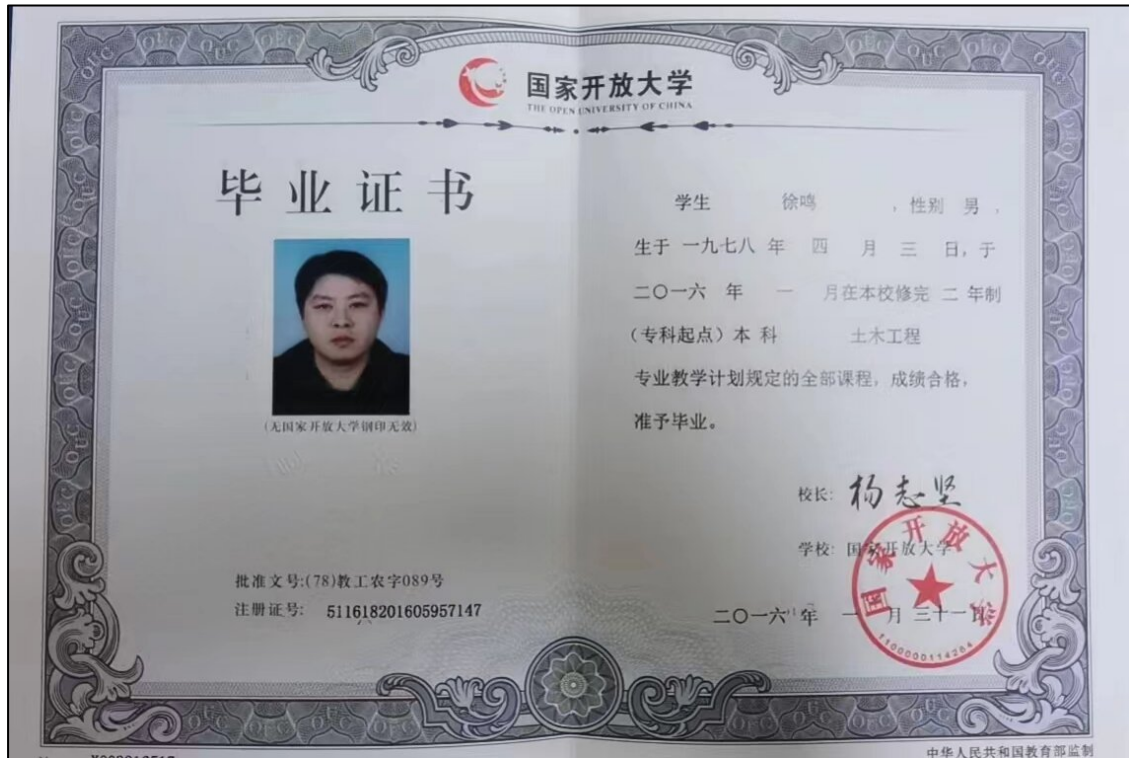 国家开放大学
THE OPEN UNIVERSITY OF CHINA
毕业证书
(无国家开放大学钢印无效)
批准文号:(78)教工农字089号
注册证号: 511618201605957147
学生 徐鸣 ,性别 男,
生于 一九七八 年 四 月 三 日,于
二〇一六 年 一 月在本校修完 二 年制
(专科起点)本科 土木工程
专业教学计划规定的全部课程,成绩合格,
准予毕业。
校长: 杨志坚
学校: 国家开放大学
二〇一六年 一 月 三十一日
国家开放大学
1100000114264
中华人民共和国教育部监制